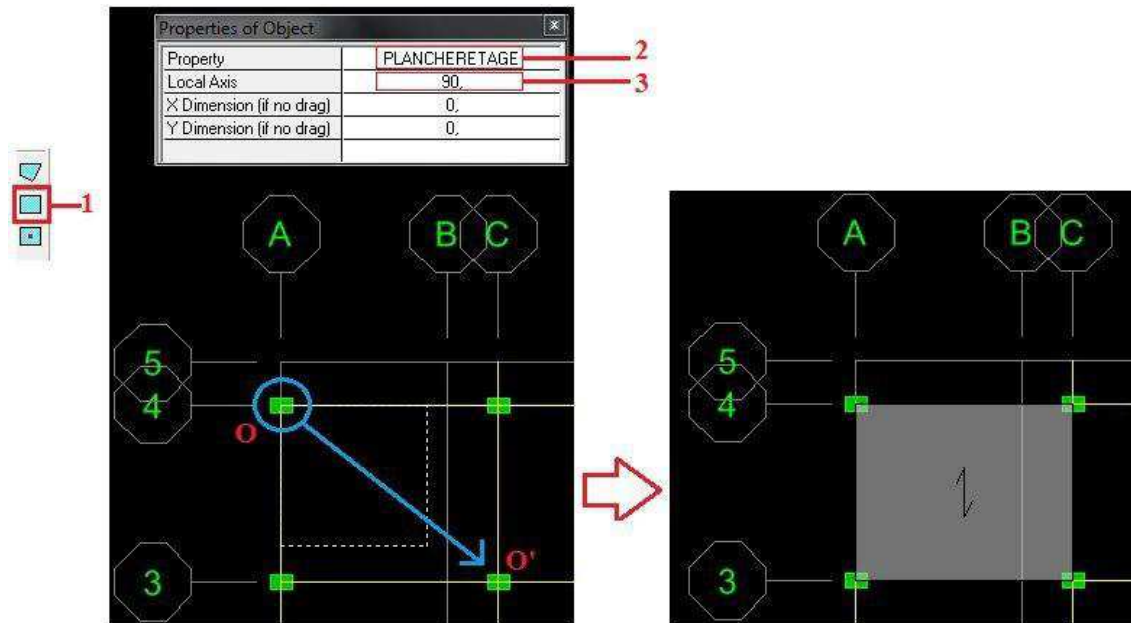 Properties of Object x
Property PLANCHERETAGE 2
Local Axis 90, 3
X Dimension (if no drag) 0,
Y Dimension (if no drag) 0,
1
A B C
5
4
O
O'
3
A B C
5
4
3